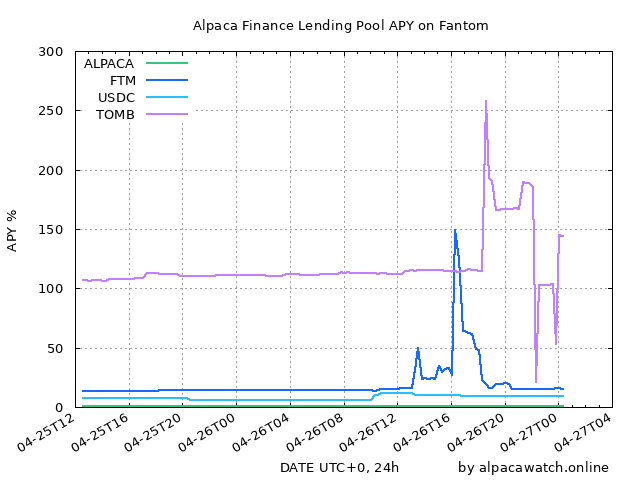 Alpaca Finance Lending Pool APY on Fantom
300
250
200
150
100
50
0
APY %
ALPACA
FTM
USDC
TOMB
04-25T12
04-25T16
04-25T20
04-26T00
04-26T04
04-26T08
04-26T12
04-26T16
04-26T20
04-27T00
04-27T04
DATE UTC+0, 24h
by alpacawatch.online